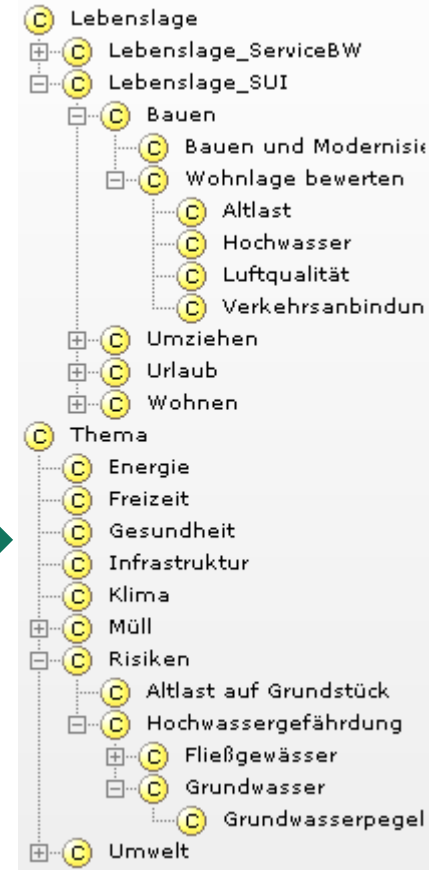 C Lebenslage
C Lebenslage_ServiceBW
C Lebenslage_SUI
C Bauen
C Bauen und Modernisie
C Wohnlage bewerten
C Altlast
C Hochwasser
C Luftqualität
C Verkehrsanbindun
C Umziehen
C Urlaub
C Wohnen
C Thema
C Energie
C Freizeit
C Gesundheit
C Infrastruktur
C Klima
C Müll
C Risiken
C Altlast auf Grundstück
C Hochwassergefährdung
C Fließgewässer
C Grundwasser
C Grundwasserpegel
C Umwelt